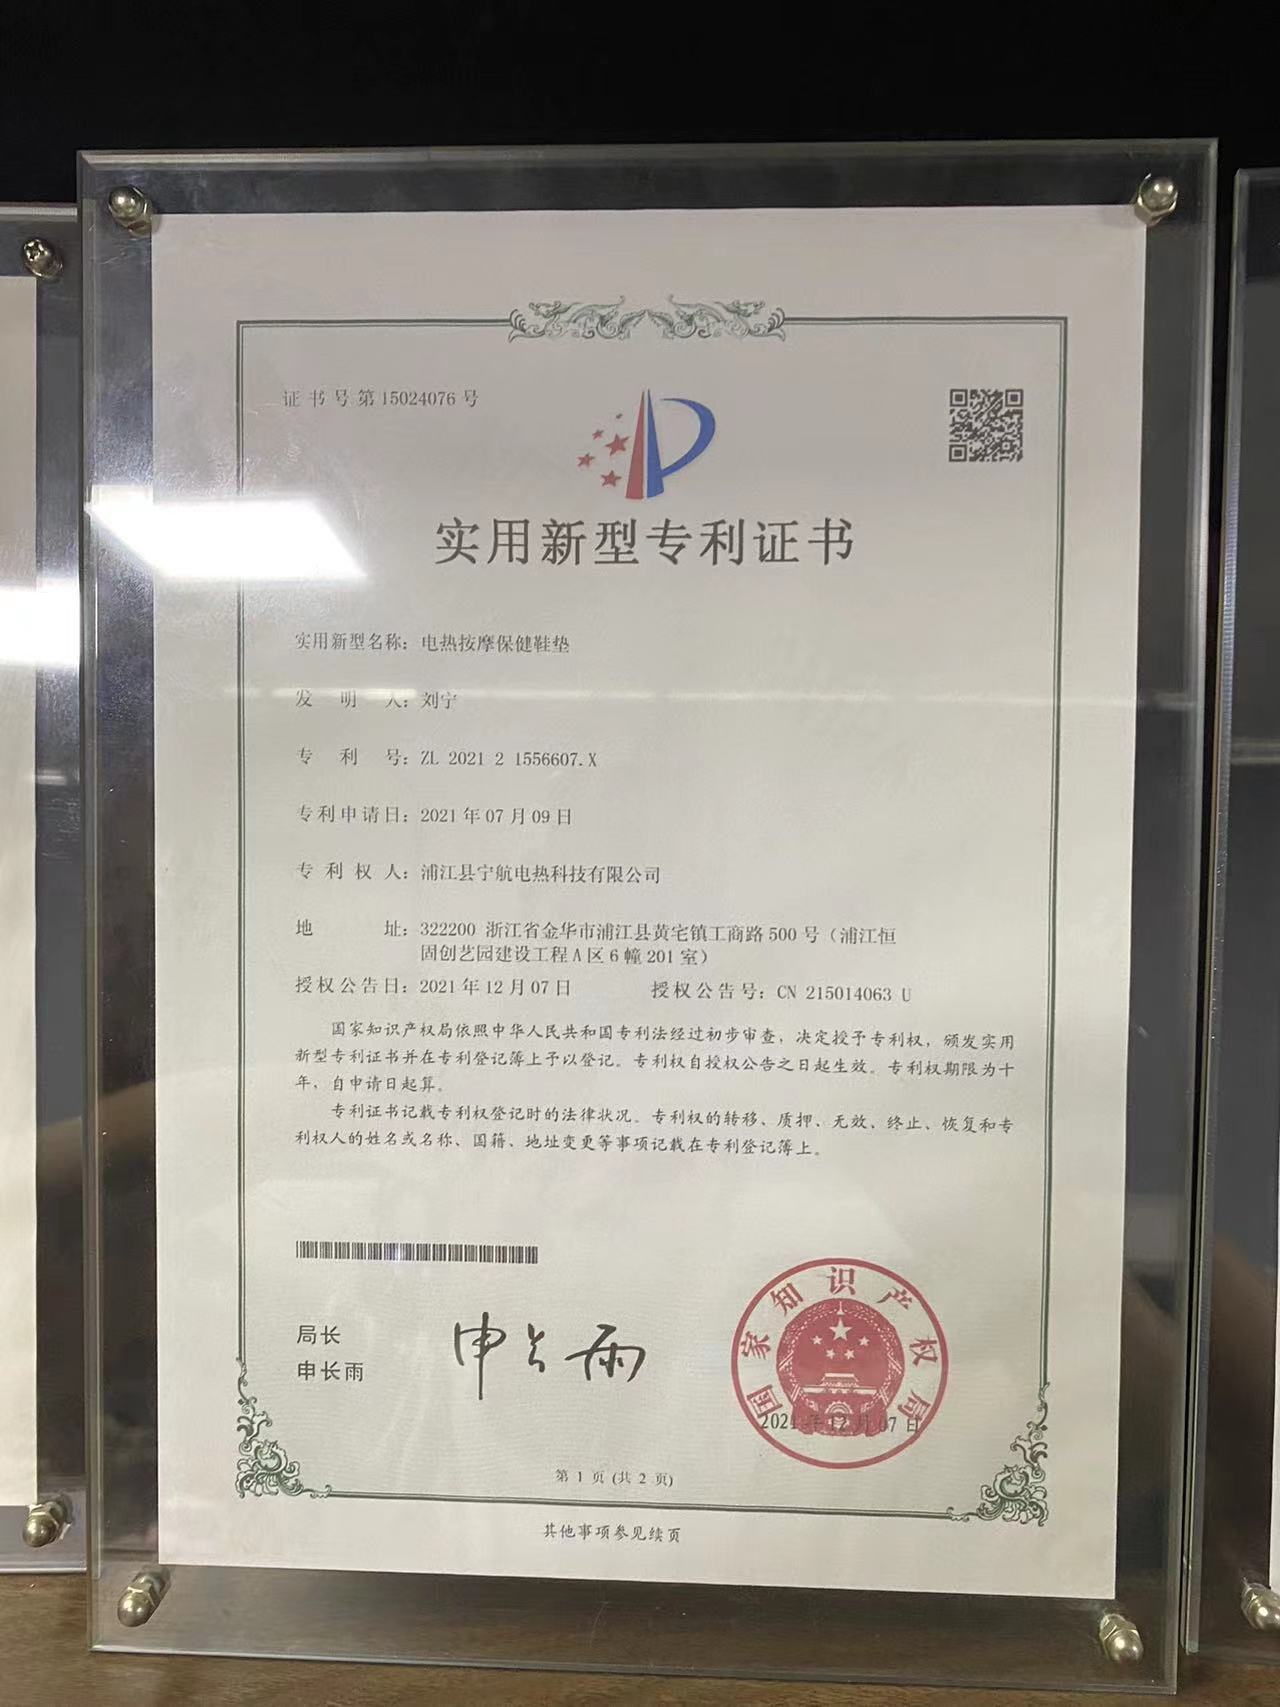 证书号第15024076号
实用新型专利证书
实用新型名称：电热按摩保健鞋垫
发明人：刘宁
专利号：ZL 2021 2 1556607.X
专利申请日：2021年07月09日
专利权人：浦江县宁航电热科技有限公司
地址：322200 浙江省金华市浦江县黄宅镇工商路500号（浦江恒
固创艺园建设工程A区6幢201室）
授权公告日：2021年12月07日 授权公告号：CN 215014063 U
国家知识产权局依照中华人民共和国专利法经过初步审查，决定授予专利权，颁发实用
新型专利证书并在专利登记簿上予以登记。专利权自授权公告之日起生效。专利权期限为十
年，自申请日起算。
专利证书记载专利权登记时的法律状况。专利权的转移、质押、无效、终止、恢复和专
利权人的姓名或名称、国籍、地址变更等事项记载在专利登记簿上。
局长
申长雨
申长雨
国家知识产权局
2021年12月07日
第1页(共2页)
其他事项参见续页